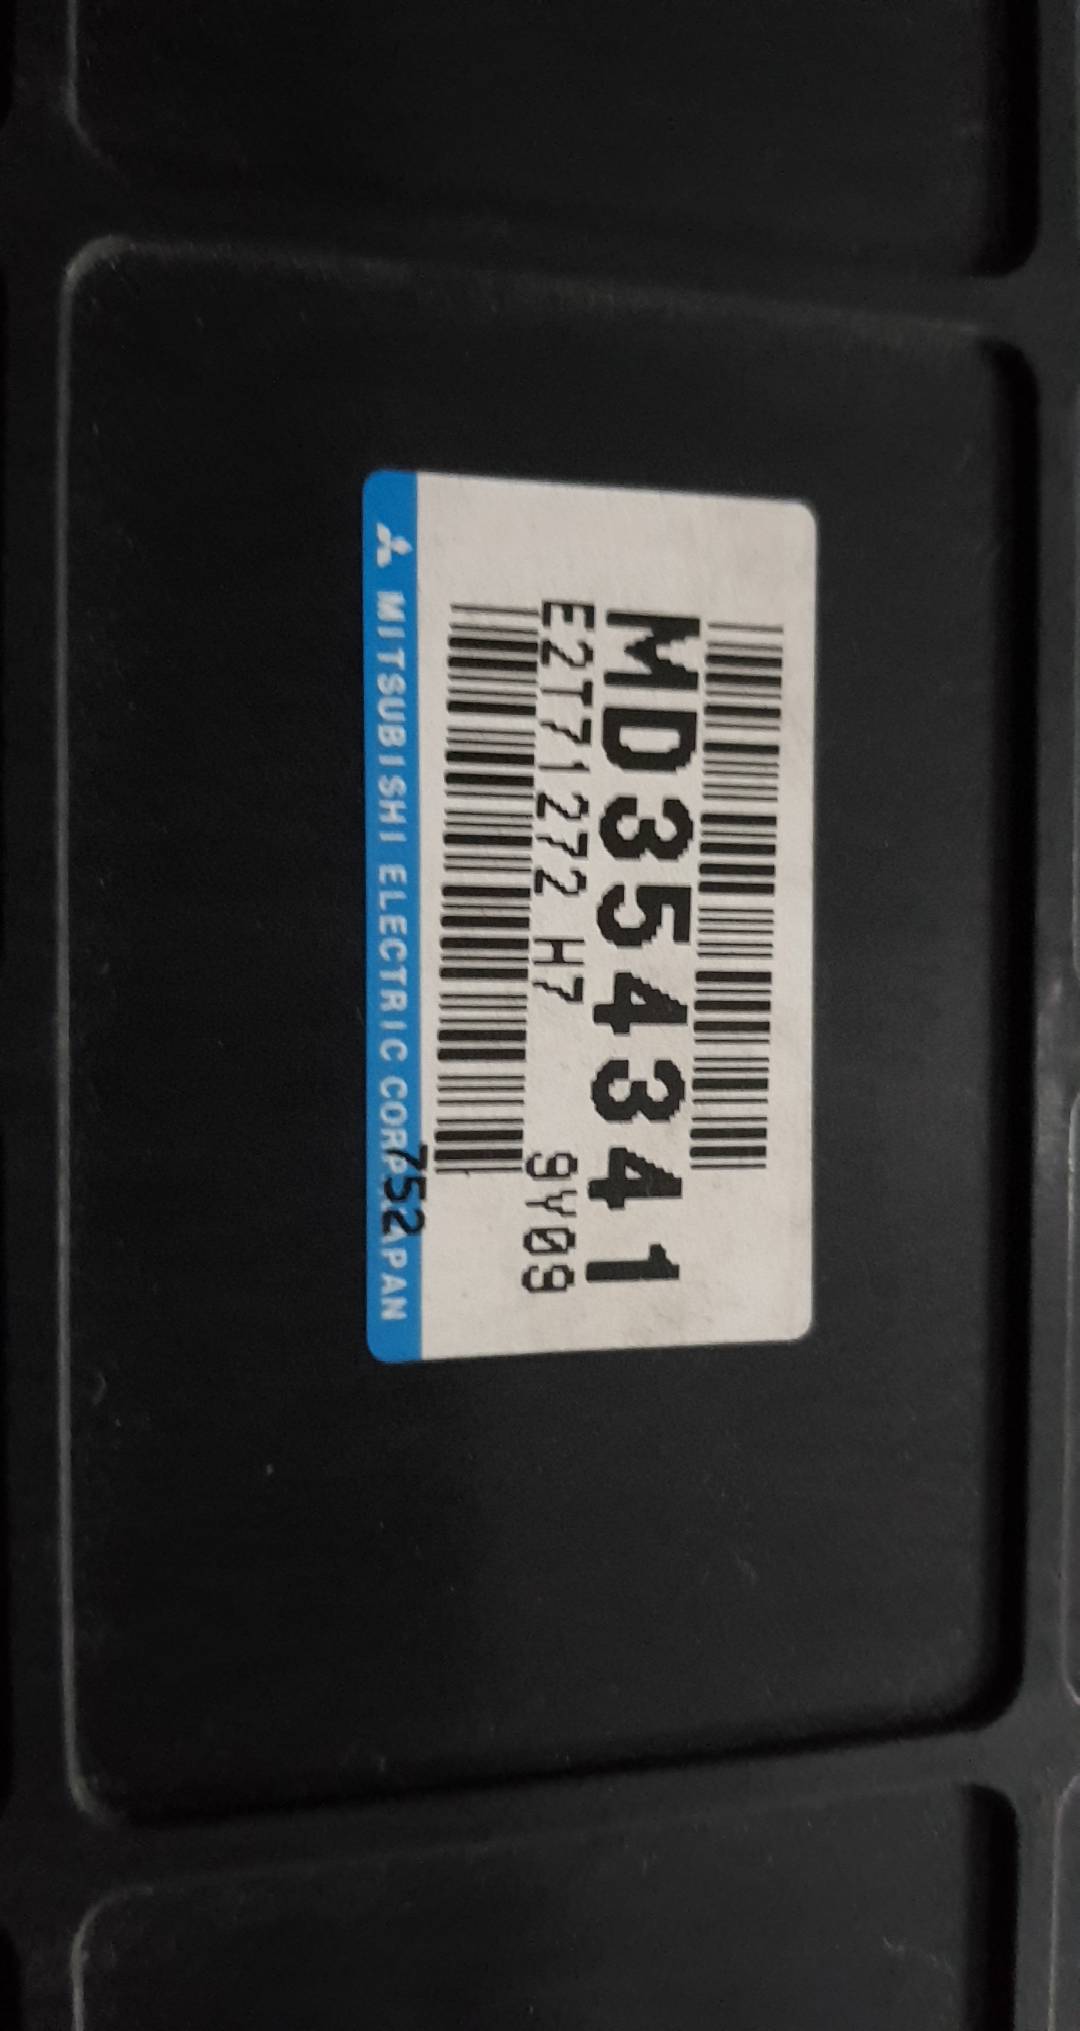 MD354341
E2T71272 H7 9Y09
MITSUBISHI ELECTRIC CORP. JAPAN
752